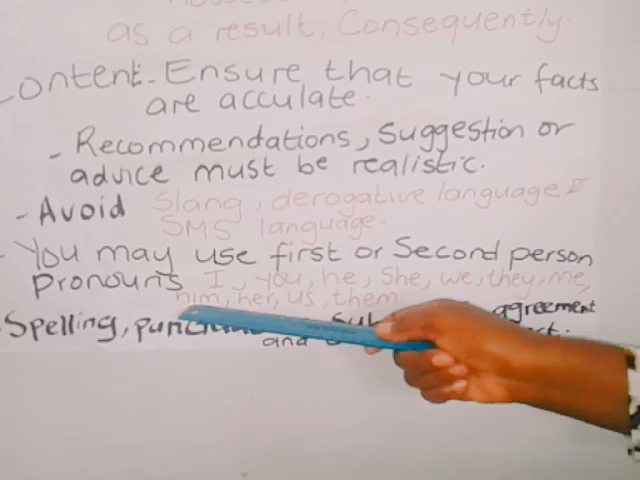 as a result; Consequently
Content - Ensure that your facts
are acculate.
- Recommendations, suggestion or
advice must be realistic.
- Avoid Slang, derogative language &
SMS language.
- You may use first or Second person
pronouns I, you, he, She, we, they, me,
him, her, us, them
- Spelling, agreement
and